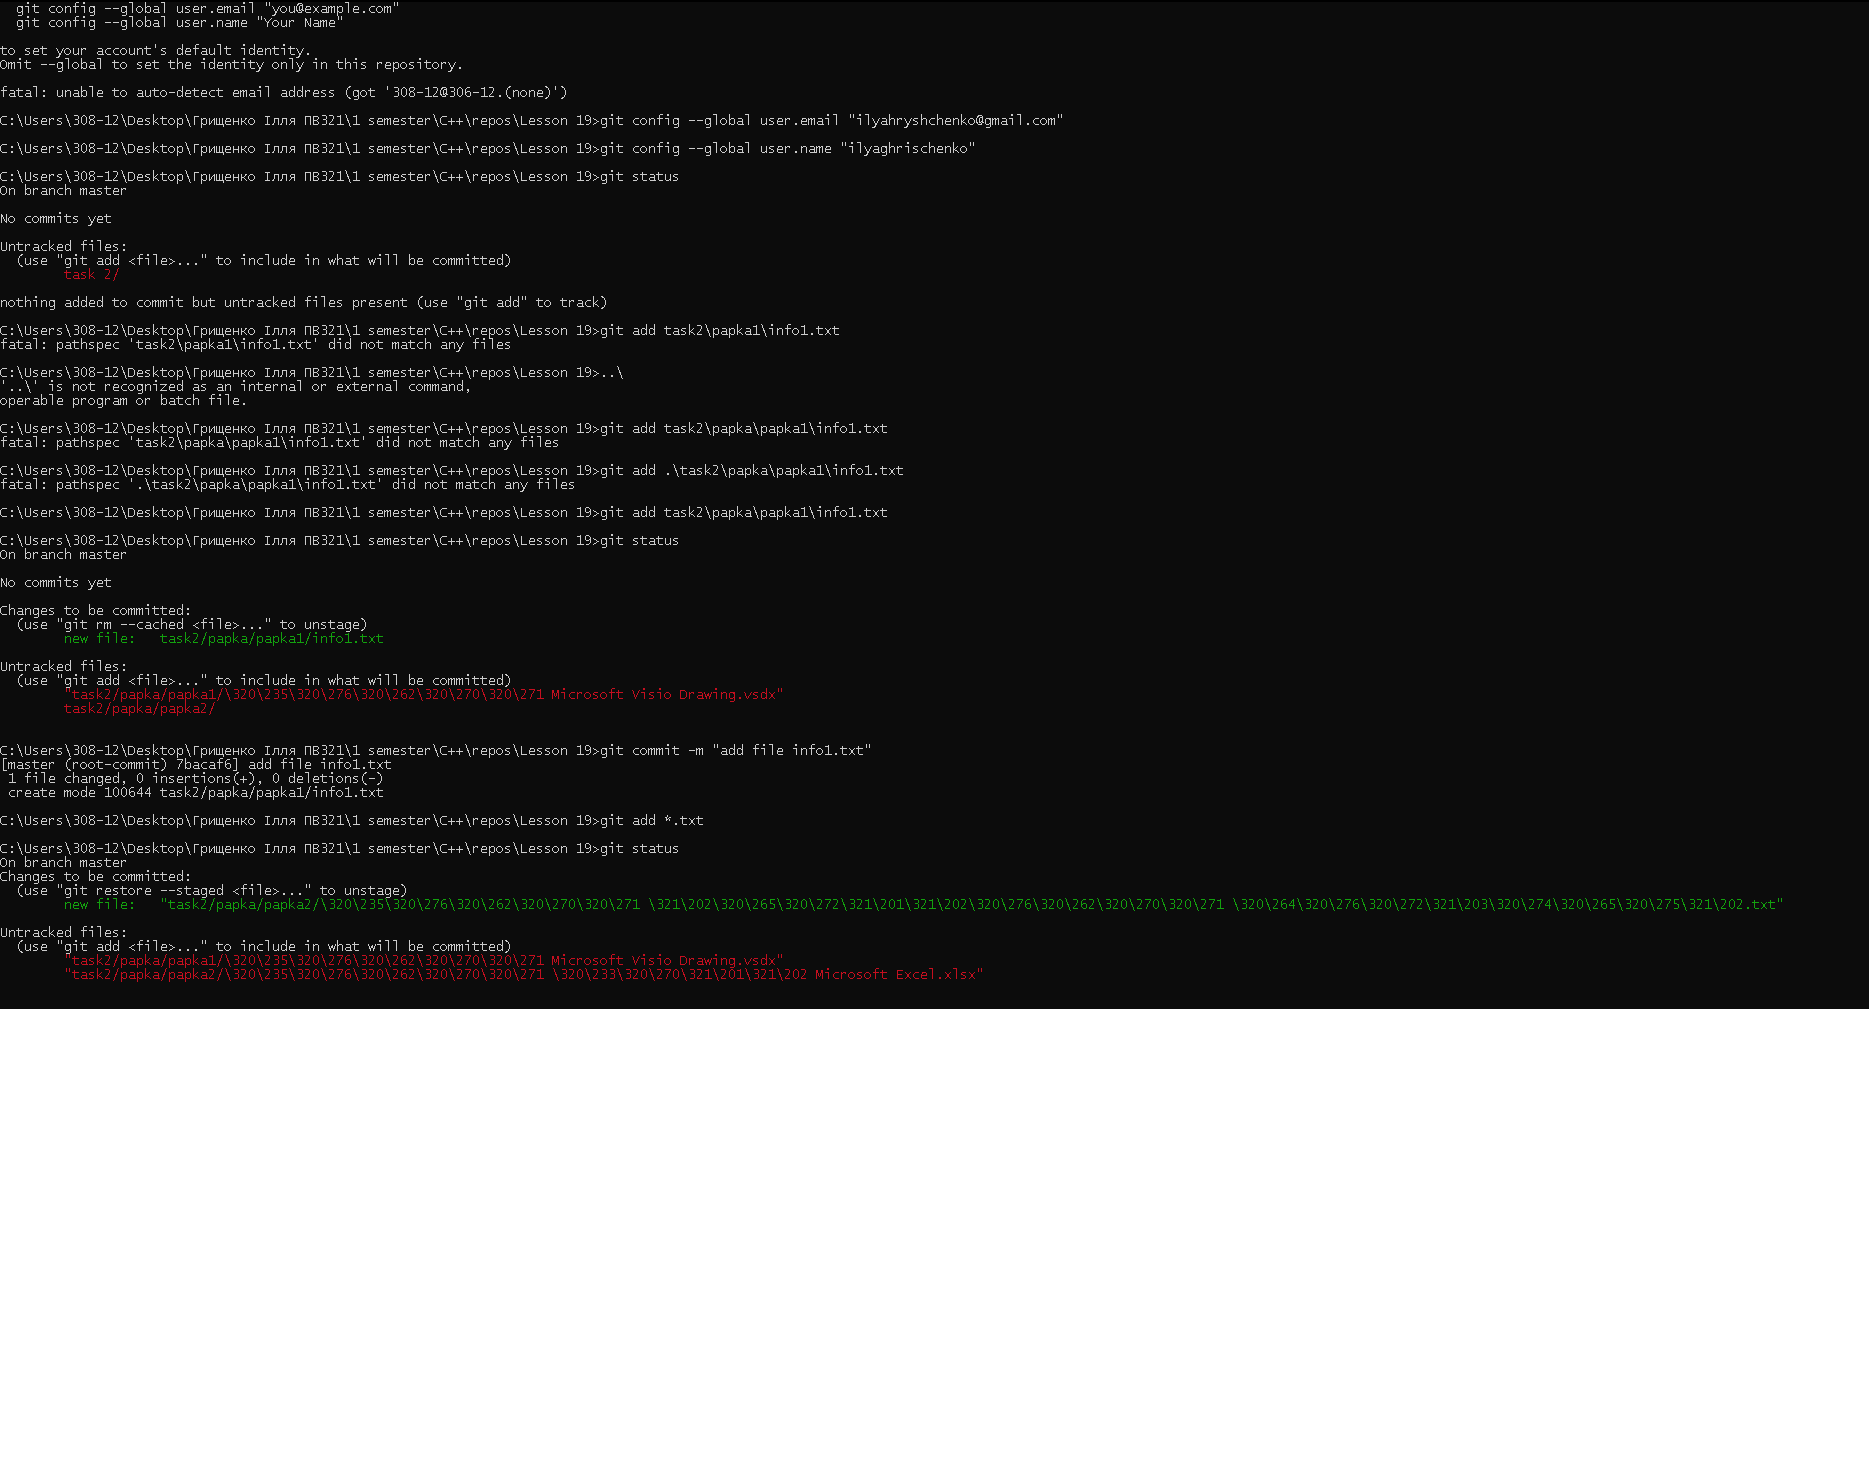 git config --global user.email "you@example.com"
git config --global user.name "Your Name"
to set your account's default identity.
Omit --global to set the identity only in this repository.
fatal: unable to auto-detect email address (got '308-12@306-12.(none)')
C:\Users\308-12\Desktop\Грищенко Ілля ПВ321\1 semester\C++\repos\Lesson 19>git config --global user.email "ilyahryshchenko@gmail.com"
C:\Users\308-12\Desktop\Грищенко Ілля ПВ321\1 semester\C++\repos\Lesson 19>git config --global user.name "ilyaghrischenko"
C:\Users\308-12\Desktop\Грищенко Ілля ПВ321\1 semester\C++\repos\Lesson 19>git status
On branch master
No commits yet
Untracked files:
(use "git add <file>..." to include in what will be committed)
task 2/
nothing added to commit but untracked files present (use "git add" to track)
C:\Users\308-12\Desktop\Грищенко Ілля ПВ321\1 semester\C++\repos\Lesson 19>git add task2\papka1\info1.txt
fatal: pathspec 'task2\papka1\info1.txt' did not match any files
C:\Users\308-12\Desktop\Грищенко Ілля ПВ321\1 semester\C++\repos\Lesson 19>..\
'..\' is not recognized as an internal or external command,
operable program or batch file.
C:\Users\308-12\Desktop\Грищенко Ілля ПВ321\1 semester\C++\repos\Lesson 19>git add task2\papka\papka1\info1.txt
fatal: pathspec 'task2\papka\papka1\info1.txt' did not match any files
C:\Users\308-12\Desktop\Грищенко Ілля ПВ321\1 semester\C++\repos\Lesson 19>git add .\task2\papka\papka1\info1.txt
fatal: pathspec '.\task2\papka\papka1\info1.txt' did not match any files
C:\Users\308-12\Desktop\Грищенко Ілля ПВ321\1 semester\C++\repos\Lesson 19>git add task2\papka\papka1\info1.txt
C:\Users\308-12\Desktop\Грищенко Ілля ПВ321\1 semester\C++\repos\Lesson 19>git status
On branch master
No commits yet
Changes to be committed:
(use "git rm --cached <file>..." to unstage)
new file:   task2/papka/papka1/info1.txt
Untracked files:
(use "git add <file>..." to include in what will be committed)
"task2/papka/papka1/\320\235\320\276\320\262\320\270\320\271 Microsoft Visio Drawing.vsdx"
task2/papka/papka2/
C:\Users\308-12\Desktop\Грищенко Ілля ПВ321\1 semester\C++\repos\Lesson 19>git commit -m "add file info1.txt"
[master (root-commit) 7bacaf6] add file info1.txt
1 file changed, 0 insertions(+), 0 deletions(-)
create mode 100644 task2/papka/papka1/info1.txt
C:\Users\308-12\Desktop\Грищенко Ілля ПВ321\1 semester\C++\repos\Lesson 19>git add *.txt
C:\Users\308-12\Desktop\Грищенко Ілля ПВ321\1 semester\C++\repos\Lesson 19>git status
On branch master
Changes to be committed:
(use "git restore --staged <file>..." to unstage)
new file:   "task2/papka/papka2/\320\235\320\276\320\262\320\270\320\271 \321\202\320\265\320\272\321\201\321\202\320\276\320\262\320\270\320\271 \320\264\320\276\320\272\321\203\320\274\320\265\320\275\321\202.txt"
Untracked files:
(use "git add <file>..." to include in what will be committed)
"task2/papka/papka1/\320\235\320\276\320\262\320\270\320\271 Microsoft Visio Drawing.vsdx"
"task2/papka/papka2/\320\235\320\276\320\262\320\270\320\271 \320\233\320\270\321\201\321\202 Microsoft Excel.xlsx"